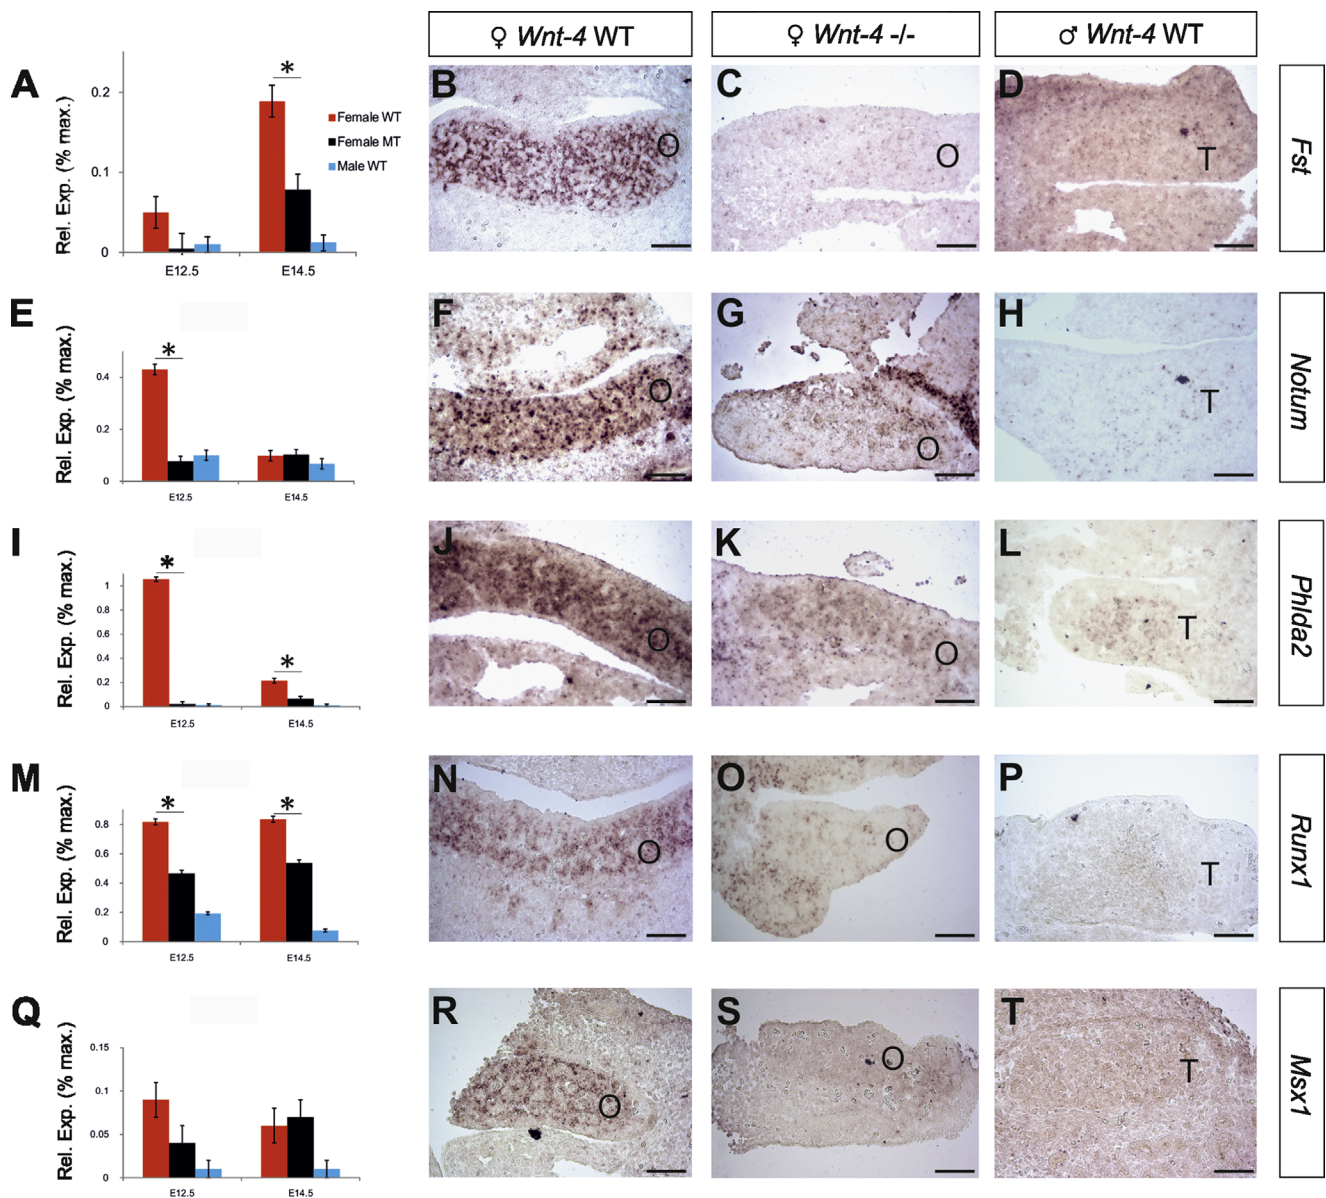 ♀ Wnt-4 WT
♀ Wnt-4 -/-
♂ Wnt-4 WT
A
Rel. Exp. (% max.)
0.2
0.1
0
*
Female WT
Female MT
Male WT
E12.5
E14.5
B
O
C
O
D
T
Fst
E
Rel. Exp. (% max.)
0.4
0.2
0
*
E12.5
E14.5
F
O
G
O
H
T
Notum
I
Rel. Exp. (% max.)
1
0.8
0.6
0.4
0.2
0
*
*
E12.5
E14.5
J
O
K
O
L
T
Phlda2
M
Rel. Exp. (% max.)
0.8
0.6
0.4
0.2
0
*
*
E12.5
E14.5
N
O
O
O
P
T
Runx1
Q
Rel. Exp. (% max.)
0.15
0.1
0.05
0
E12.5
E14.5
R
O
S
O
T
T
Msx1